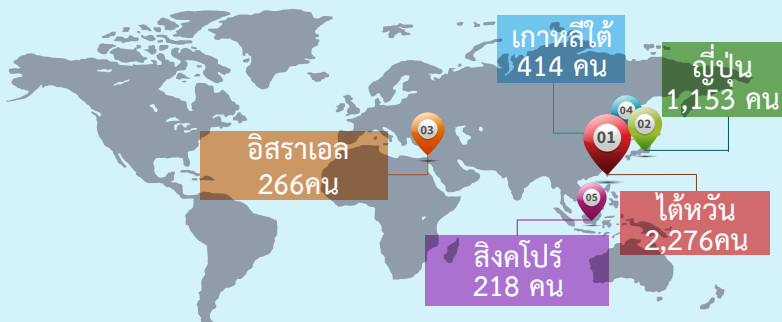 เกาหลีใต้
414 คน
ญี่ปุ่น
1,153 คน
04
02
03
01
อิสราเอล
266คน
05
ไต้หวัน
2,276คน
สิงคโปร์
218 คน